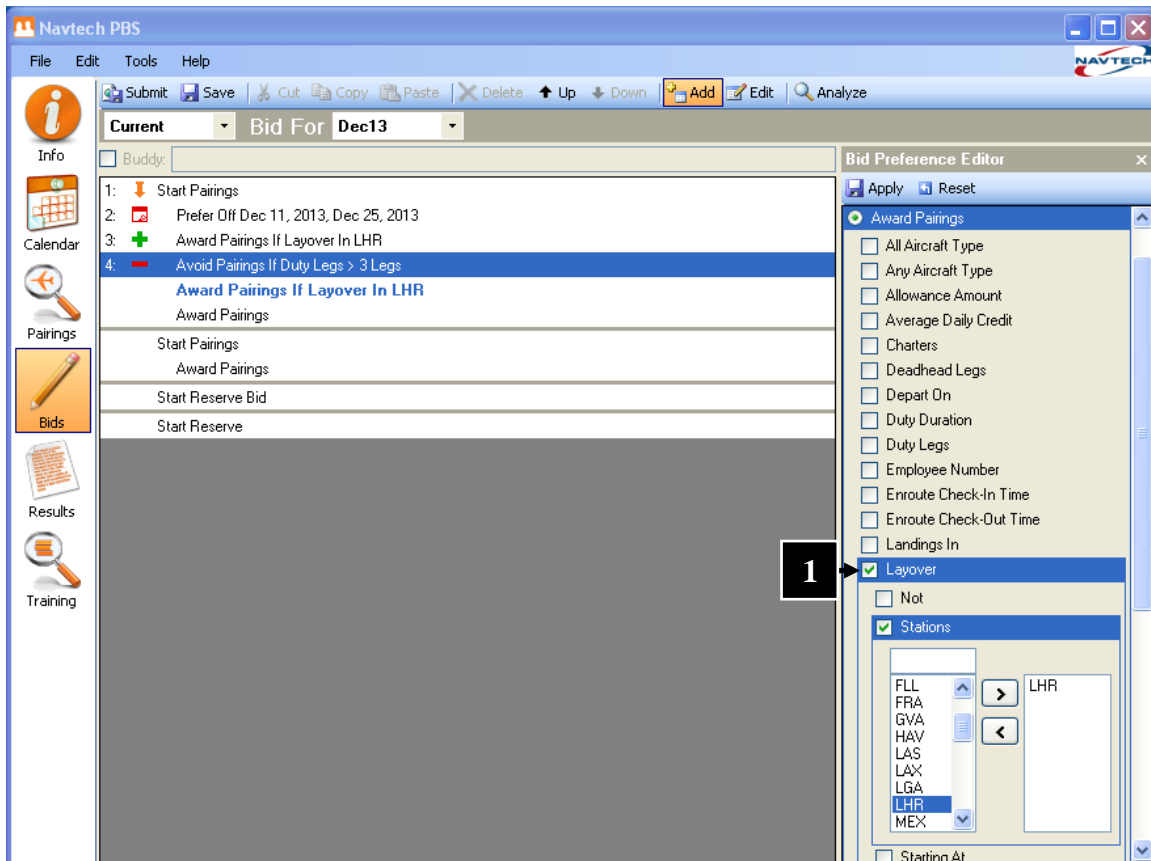 Navtech PBS
File Edit Tools Help
NAVTECH
Submit Save Cut Copy Paste Delete Up Down Add Edit Analyze
Current Bid For Dec13
Info
Calendar
Pairings
Bids
Results
Training
Buddy:
1: Start Pairings
2: Prefer Off Dec 11, 2013, Dec 25, 2013
3: Award Pairings If Layover In LHR
4: Avoid Pairings If Duty Legs > 3 Legs
Award Pairings If Layover In LHR
Award Pairings
Start Pairings
Award Pairings
Start Reserve Bid
Start Reserve
Bid Preference Editor
Apply Reset
Award Pairings
All Aircraft Type
Any Aircraft Type
Allowance Amount
Average Daily Credit
Charters
Deadhead Legs
Depart On
Duty Duration
Duty Legs
Employee Number
Enroute Check-In Time
Enroute Check-Out Time
Landings In
1
Layover
Not
Stations
FLL
FRA
GVA
HAV
LAS
LAX
LGA
LHR
MEX
>
<
LHR
Starting At